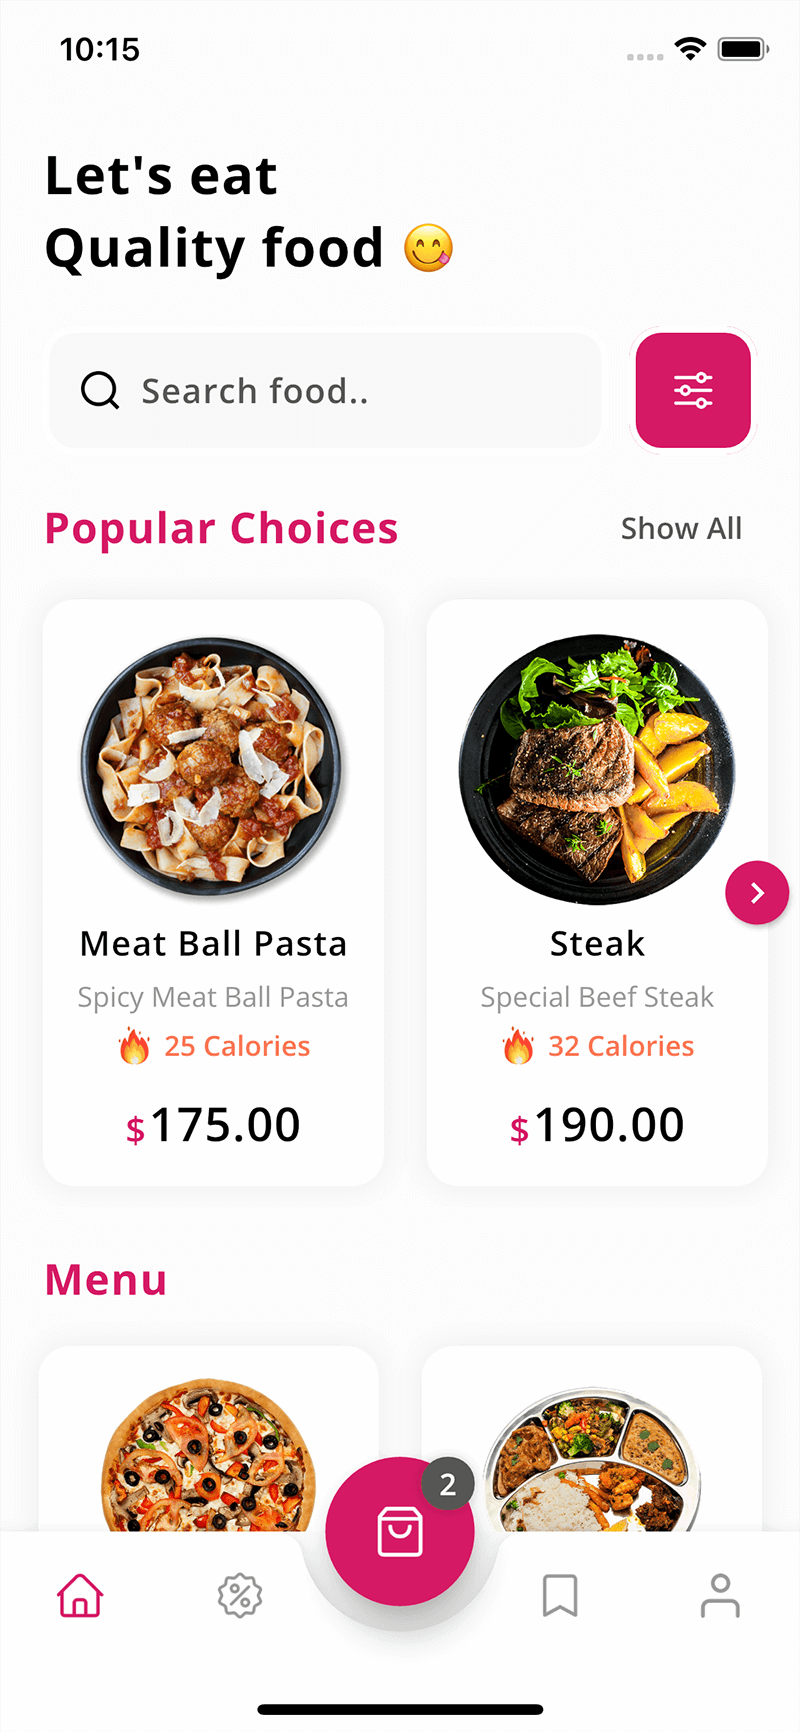 10:15
Let's eat
Quality food 😋
Search food..
Popular Choices
Show All
Meat Ball Pasta
Spicy Meat Ball Pasta
25 Calories
$175.00
Steak
Special Beef Steak
32 Calories
$190.00
Menu
2